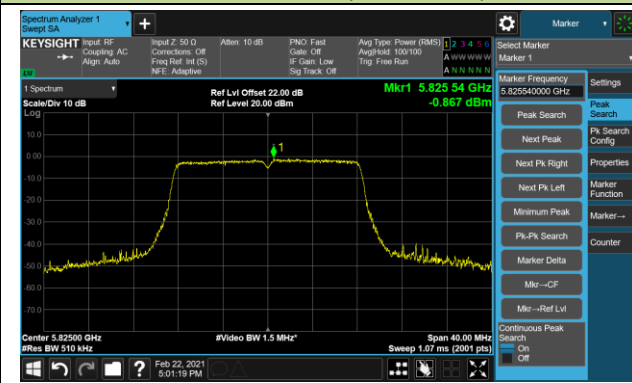 Spectrum Analyzer 1
Swept SA
+
Marker
KEYSIGHT
Input: RF
Coupling: AC
Align: Auto
Input Z: 50 Ω
Corrections: Off
Freq Ref: Int (S)
NFE: Adaptive
Atten: 10 dB
PNO: Fast
Gate: Off
IF Gain: Low
Sig Track: Off
Avg Type: Power (RMS)
Avg|Hold: 100/100
Trig: Free Run
1 2 3 4 5 6
A W W W W W
A N N N N N
Select Marker
Marker 1
LXI
1 Spectrum
Scale/Div 10 dB
Log
Ref Lvl Offset 22.00 dB
Ref Level 20.00 dBm
Mkr1 5.825 54 GHz
-0.867 dBm
10.0
0.00
-10.0
-20.0
-30.0
-40.0
-50.0
-60.0
-70.0
1
Center 5.82500 GHz
#Res BW 510 kHz
#Video BW 1.5 MHz*
Span 40.00 MHz
Sweep 1.07 ms (2001 pts)
Marker Frequency
5.825540000 GHz
Peak Search
Next Peak
Next Pk Right
Next Pk Left
Minimum Peak
Pk-Pk Search
Marker Delta
Mkr→CF
Mkr→Ref Lvl
Continuous Peak
Search
On
Off
Settings
Peak
Search
Pk Search
Config
Properties
Marker
Function
Marker→
Counter
?
Feb 22, 2021
5:01:19 PM